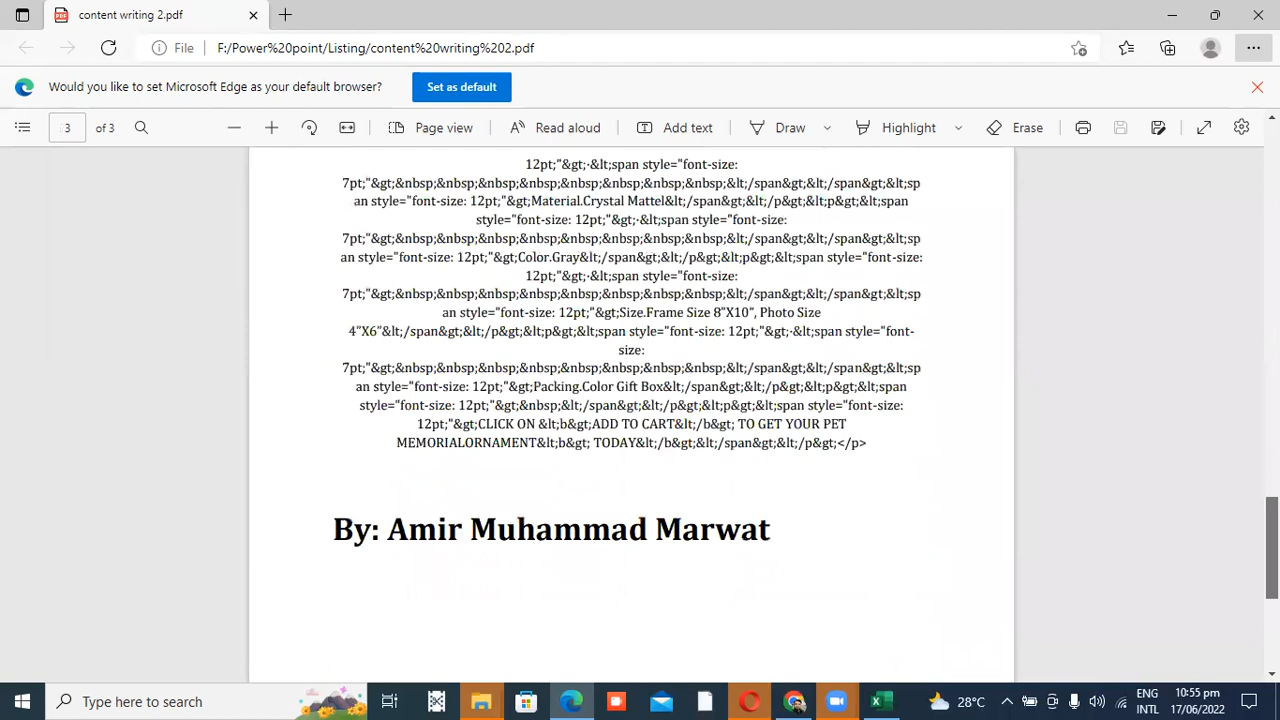 content writing 2.pdf
File
F:/Power%20point/Listing/content%20writing%202.pdf
Would you like to set Microsoft Edge as your default browser?
Set as default
3
of 3
Page view
Read aloud
Add text
Draw
Highlight
Erase
12pt;"&gt;·&lt;span style="font-size:
7pt;"&gt;&nbsp;&nbsp;&nbsp;&nbsp;&nbsp;&nbsp;&nbsp;&nbsp;&lt;/span&gt;&lt;/span&gt;&lt;sp
an style="font-size: 12pt;"&gt;Material.Crystal Mattel&lt;/span&gt;&lt;/p&gt;&lt;p&gt;&lt;span
style="font-size: 12pt;"&gt;·&lt;span style="font-size:
7pt;"&gt;&nbsp;&nbsp;&nbsp;&nbsp;&nbsp;&nbsp;&nbsp;&nbsp;&lt;/span&gt;&lt;/span&gt;&lt;sp
an style="font-size: 12pt;"&gt;Color.Gray&lt;/span&gt;&lt;/p&gt;&lt;p&gt;&lt;span style="font-size:
12pt;"&gt;·&lt;span style="font-size:
7pt;"&gt;&nbsp;&nbsp;&nbsp;&nbsp;&nbsp;&nbsp;&nbsp;&nbsp;&lt;/span&gt;&lt;/span&gt;&lt;sp
an style="font-size: 12pt;"&gt;Size.Frame Size 8”X10”, Photo Size
4”X6”&lt;/span&gt;&lt;/p&gt;&lt;p&gt;&lt;span style="font-size: 12pt;"&gt;·&lt;span style="font-
size:
7pt;"&gt;&nbsp;&nbsp;&nbsp;&nbsp;&nbsp;&nbsp;&nbsp;&nbsp;&lt;/span&gt;&lt;/span&gt;&lt;sp
an style="font-size: 12pt;"&gt;Packing.Color Gift Box&lt;/span&gt;&lt;/p&gt;&lt;p&gt;&lt;span
style="font-size: 12pt;"&gt;&nbsp;&lt;/span&gt;&lt;/p&gt;&lt;p&gt;&lt;span style="font-size:
12pt;"&gt;CLICK ON &lt;b&gt;ADD TO CART&lt;/b&gt; TO GET YOUR PET
MEMORIALORNAMENT&lt;b&gt; TODAY&lt;/b&gt;&lt;/span&gt;&lt;/p&gt;</p>
By: Amir Muhammad Marwat
Type here to search
28°C
ENG
INTL
10:55 pm
17/06/2022